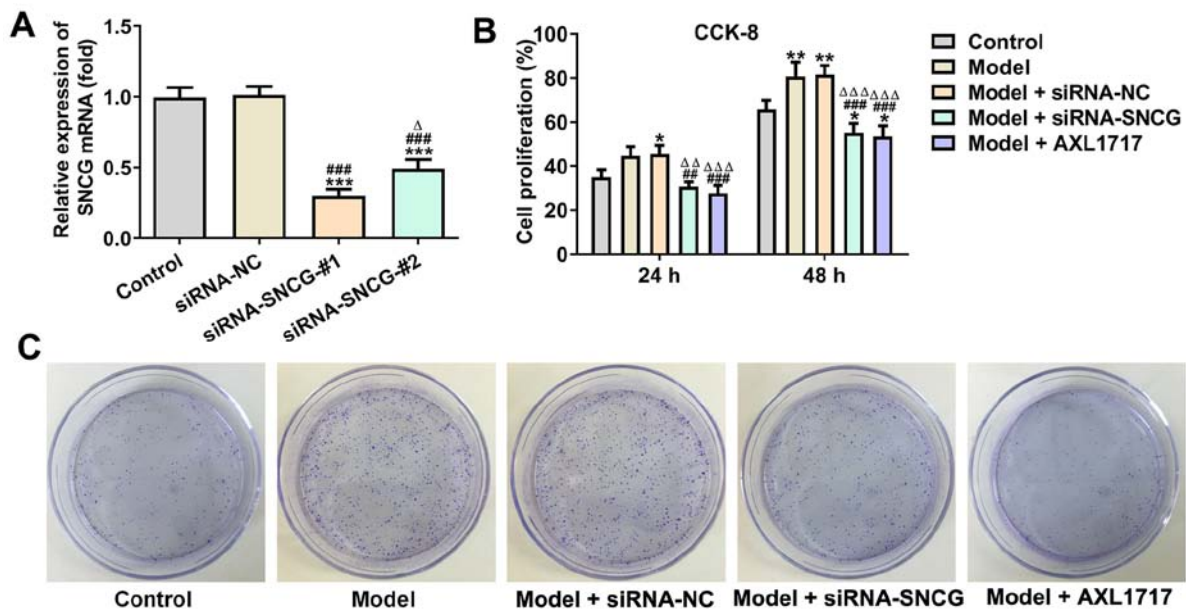 A
Relative expression of
SNCG mRNA (fold)
1.5
1.0
0.5
0.0
###
***
Δ
###
***
Control
siRNA-NC
siRNA-SNCG-#1
siRNA-SNCG-#2
B
CCK-8
Cell proliferation (%)
100
80
60
40
20
0
*
ΔΔ
##
ΔΔΔ
###
**
**
ΔΔΔ
###
*
ΔΔΔ
###
*
24 h
48 h
Control
Model
Model + siRNA-NC
Model + siRNA-SNCG
Model + AXL1717
C
Control
Model
Model + siRNA-NC
Model + siRNA-SNCG
Model + AXL1717